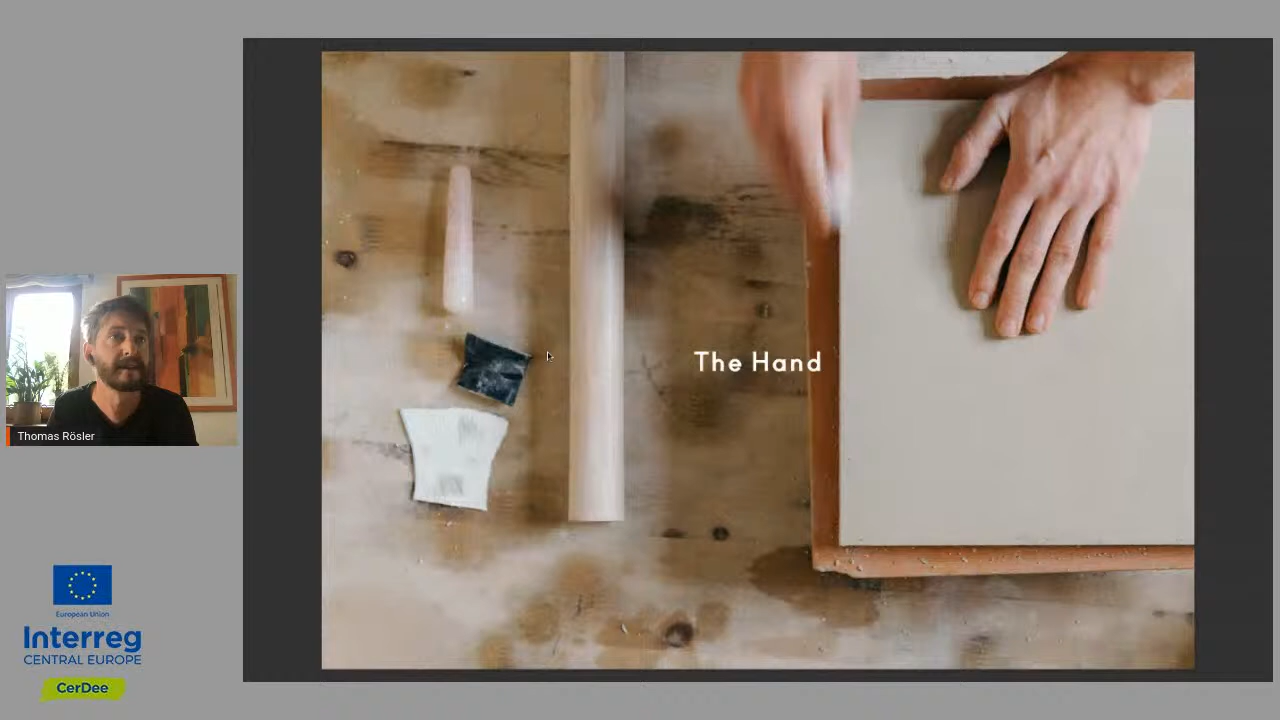 The Hand
Thomas Rösler
European Union
Interreg
CENTRAL EUROPE
CerDee